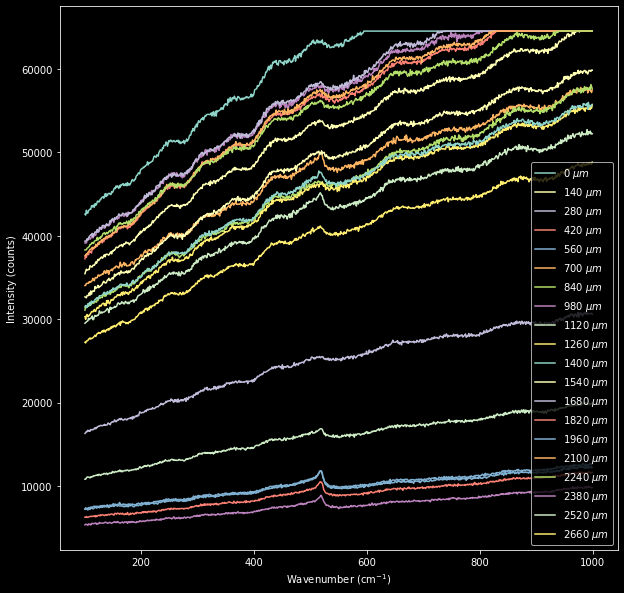 Intensity (counts)
60000
50000
40000
30000
20000
10000
200
400
600
800
1000
Wavenumber (cm⁻¹)
0 μm
140 μm
280 μm
420 μm
560 μm
700 μm
840 μm
980 μm
1120 μm
1260 μm
1400 μm
1540 μm
1680 μm
1820 μm
1960 μm
2100 μm
2240 μm
2380 μm
2520 μm
2660 μm